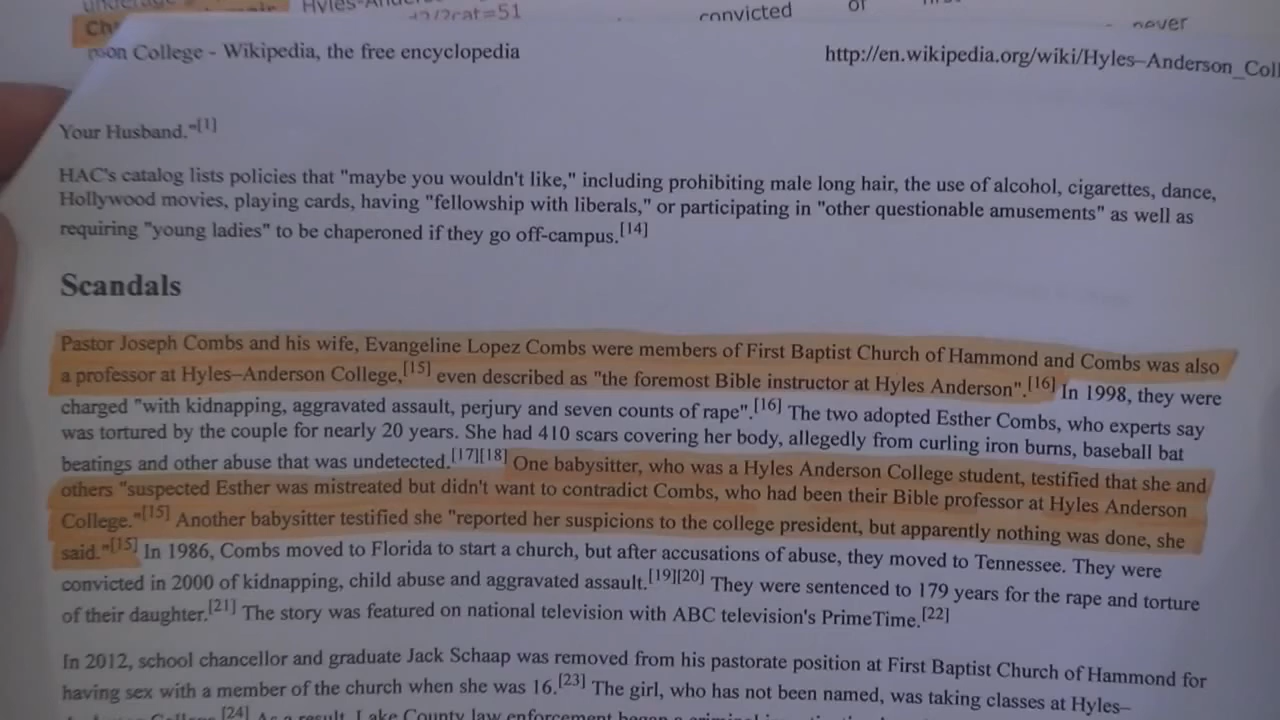 Hyles-Ander
convicted of
never
Ch
son College - Wikipedia, the free encyclopedia http://en.wikipedia.org/wiki/Hyles–Anderson_Coll
Your Husband."[1]
HAC's catalog lists policies that "maybe you wouldn't like," including prohibiting male long hair, the use of alcohol, cigarettes, dance,
Hollywood movies, playing cards, having "fellowship with liberals," or participating in "other questionable amusements" as well as
requiring "young ladies" to be chaperoned if they go off-campus.[14]
Scandals
Pastor Joseph Combs and his wife, Evangeline Lopez Combs were members of First Baptist Church of Hammond and Combs was also
a professor at Hyles–Anderson College,[15] even described as "the foremost Bible instructor at Hyles Anderson".[16] In 1998, they were
charged "with kidnapping, aggravated assault, perjury and seven counts of rape".[16] The two adopted Esther Combs, who experts say
was tortured by the couple for nearly 20 years. She had 410 scars covering her body, allegedly from curling iron burns, baseball bat
beatings and other abuse that was undetected.[17][18] One babysitter, who was a Hyles Anderson College student, testified that she and
others "suspected Esther was mistreated but didn't want to contradict Combs, who had been their Bible professor at Hyles Anderson
College."[15] Another babysitter testified she "reported her suspicions to the college president, but apparently nothing was done, she
said."[15] In 1986, Combs moved to Florida to start a church, but after accusations of abuse, they moved to Tennessee. They were
convicted in 2000 of kidnapping, child abuse and aggravated assault.[19][20] They were sentenced to 179 years for the rape and torture
of their daughter.[21] The story was featured on national television with ABC television's PrimeTime.[22]
In 2012, school chancellor and graduate Jack Schaap was removed from his pastorate position at First Baptist Church of Hammond for
having sex with a member of the church when she was 16.[23] The girl, who has not been named, was taking classes at Hyles–
[24] As a result, Lake County law enforcement began a criminal